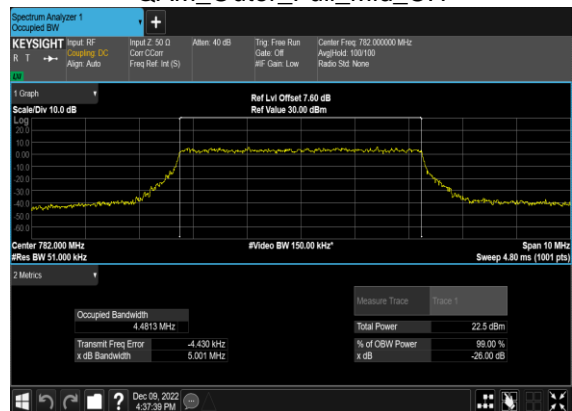 Spectrum Analyzer 1
Occupied BW
+
KEYSIGHT Input: RF Input Z: 50 Ω Atten: 40 dB Trig: Free Run Center Freq: 782.000000 MHz
R T Coupling: DC Corr CCorr Gate: Off Avg|Hold: 100/100
Align: Auto Freq Ref: Int (S) #IF Gain: Low Radio Std: None
LW
1 Graph
Ref Lvl Offset 7.60 dB
Scale/Div 10.0 dB Ref Value 30.00 dBm
Log
20.0
10.0
0.00
-10.0
-20.0
-30.0
-40.0
-50.0
-60.0
Center 782.000 MHz #Video BW 150.00 kHz* Span 10 MHz
#Res BW 51.000 kHz Sweep 4.80 ms (1001 pts)
2 Metrics
Measure Trace Trace 1
Occupied Bandwidth
4.4813 MHz Total Power 22.5 dBm
Transmit Freq Error -4.430 kHz % of OBW Power 99.00 %
x dB Bandwidth 5.001 MHz x dB -26.00 dB
Dec 09, 2022
4:37:39 PM